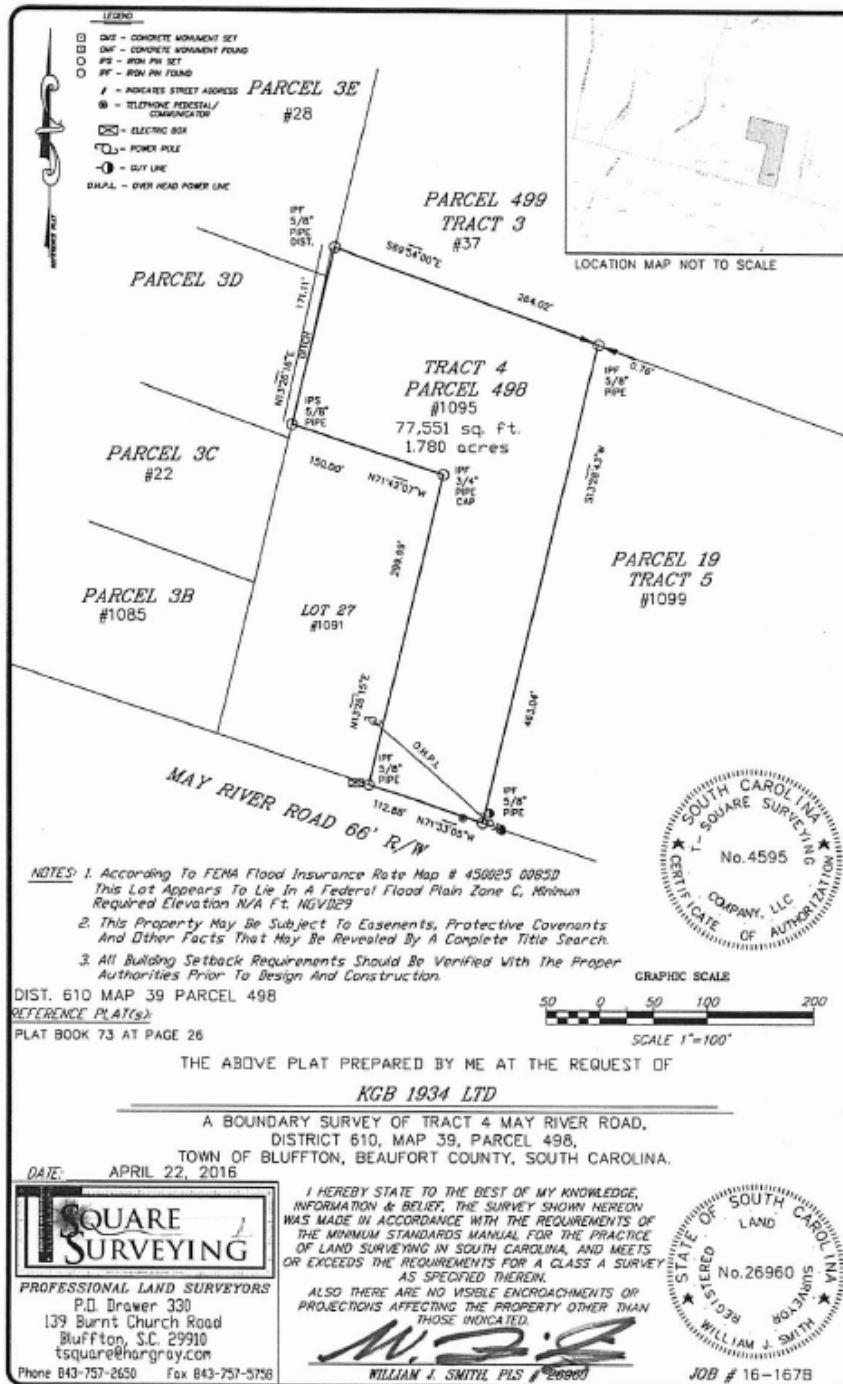 LEGEND
CMS - CONCRETE MONUMENT SET
CMF - CONCRETE MONUMENT FOUND
IPS - IRON PIN SET
IPF - IRON PIN FOUND
# - INDICATES STREET ADDRESS
- TELEPHONE PEDESTAL/
COMMUNICATOR
- ELECTRIC BOX
- POWER POLE
- GUY LINE
O.H.P.L. - OVER HEAD POWER LINE
REFERENCE PLAT
PARCEL 3E
#28
PARCEL 499
TRACT 3
#37
LOCATION MAP NOT TO SCALE
IPF
5/8"
PIPE
DIST.
S69°54'00"E
264.02'
0.76'
IPF
5/8"
PIPE
PARCEL 3D
171.11'
DITCH
N13°28'16"E
TRACT 4
PARCEL 498
#1095
77,551 sq. ft.
1.780 acres
IPS
5/8"
PIPE
150.00'
N71°42'07"W
IPF
3/4"
PIPE
CAP
S13°28'43"W
PARCEL 3C
#22
299.99'
PARCEL 19
TRACT 5
#1099
PARCEL 3B
#1085
LOT 27
#1091
N13°28'15"E
463.04'
O.H.P.L.
IPF
5/8"
PIPE
IPF
5/8"
PIPE
112.88'
N71°33'05"W
MAY RIVER ROAD 66' R/W
SOUTH CAROLINA
T- SQUARE SURVEYING
COMPANY, LLC
No.4595
CERTIFICATE OF AUTHORIZATION
NOTES: 1. According To FEMA Flood Insurance Rate Map # 450025 0085D
This Lot Appears To Lie In A Federal Flood Plain Zone C, Minimum
Required Elevation N/A Ft. NGVD29
2. This Property May Be Subject To Easements, Protective Covenants
And Other Facts That May Be Revealed By A Complete Title Search.
3. All Building Setback Requirements Should Be Verified With The Proper
Authorities Prior To Design And Construction.
DIST. 610 MAP 39 PARCEL 498
REFERENCE PLAT(s):
PLAT BOOK 73 AT PAGE 26
GRAPHIC SCALE
50 0 50 100 200
SCALE 1"=100'
THE ABOVE PLAT PREPARED BY ME AT THE REQUEST OF
KGB 1934 LTD
A BOUNDARY SURVEY OF TRACT 4 MAY RIVER ROAD,
DISTRICT 610, MAP 39, PARCEL 498,
TOWN OF BLUFFTON, BEAUFORT COUNTY, SOUTH CAROLINA.
DATE: APRIL 22, 2016
T SQUARE
SURVEYING
PROFESSIONAL LAND SURVEYORS
P.O. Drawer 330
139 Burnt Church Road
Bluffton, S.C. 29910
tsquare@hargray.com
Phone 843-757-2650 Fax 843-757-5758
I HEREBY STATE TO THE BEST OF MY KNOWLEDGE,
INFORMATION & BELIEF, THE SURVEY SHOWN HEREON
WAS MADE IN ACCORDANCE WITH THE REQUIREMENTS OF
THE MINIMUM STANDARDS MANUAL FOR THE PRACTICE
OF LAND SURVEYING IN SOUTH CAROLINA, AND MEETS
OR EXCEEDS THE REQUIREMENTS FOR A CLASS A SURVEY
AS SPECIFIED THEREIN.
ALSO THERE ARE NO VISIBLE ENCROACHMENTS OR
PROJECTIONS AFFECTING THE PROPERTY OTHER THAN
THOSE INDICATED.
WILLIAM J. SMITH, PLS # 26960
STATE OF SOUTH CAROLINA
LAND
No.26960
REGISTERED SURVEYOR
WILLIAM J. SMITH
JOB # 16-167B